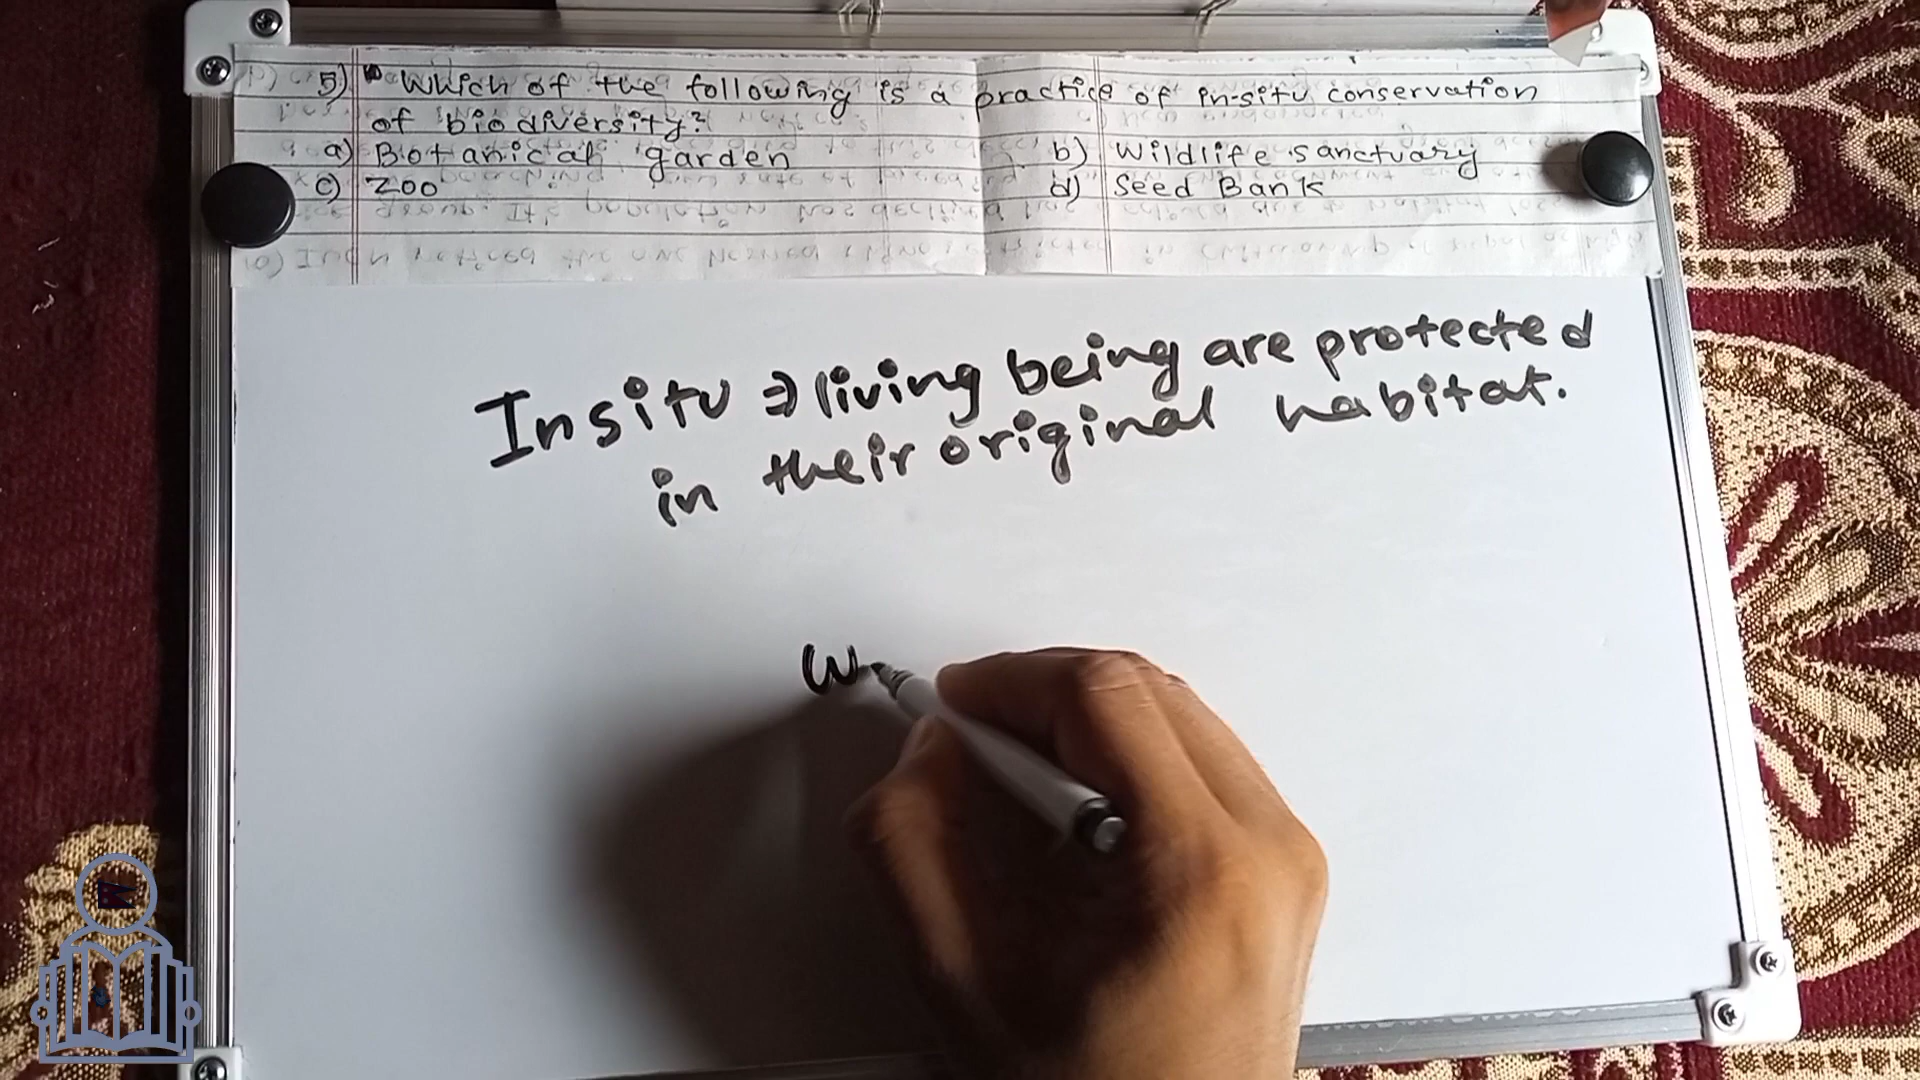 5) Which of the following is a practice of in-situ conservation
of biodiversity?
a) Botanical garden b) Wildlife sanctuary
c) Zoo d) Seed Bank
Insitu ⇒ living being are protected
in their original habitat.
W